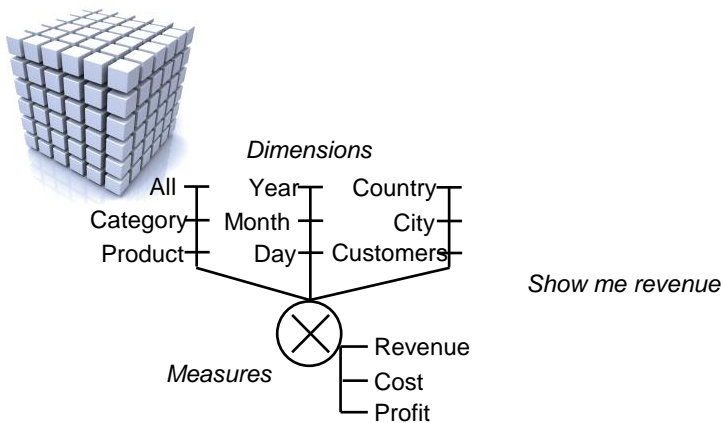 Dimensions
All Year Country
Category Month City
Product Day Customers
Show me revenue
Revenue
Measures
Cost
Profit